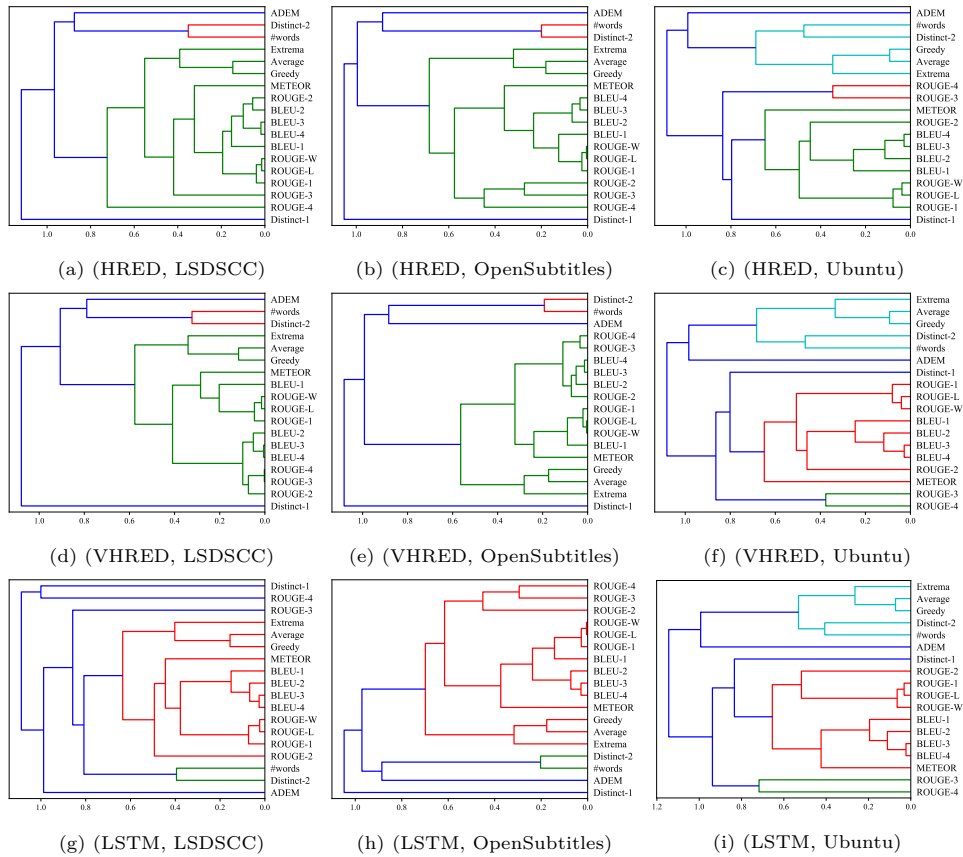 ADEM
Distinct-2
#words
Extrema
Average
Greedy
METEOR
ROUGE-2
BLEU-2
BLEU-3
BLEU-4
BLEU-1
ROUGE-W
ROUGE-L
ROUGE-1
ROUGE-3
ROUGE-4
Distinct-1
1.0 0.8 0.6 0.4 0.2 0.0
(a) (HRED, LSDSCC)
ADEM
#words
Distinct-2
Extrema
Average
Greedy
METEOR
BLEU-4
BLEU-3
BLEU-2
BLEU-1
ROUGE-W
ROUGE-L
ROUGE-1
ROUGE-2
ROUGE-3
ROUGE-4
Distinct-1
1.0 0.8 0.6 0.4 0.2 0.0
(b) (HRED, OpenSubtitles)
ADEM
#words
Distinct-2
Greedy
Average
Extrema
ROUGE-4
ROUGE-3
METEOR
ROUGE-2
BLEU-4
BLEU-3
BLEU-2
BLEU-1
ROUGE-W
ROUGE-L
ROUGE-1
Distinct-1
1.0 0.8 0.6 0.4 0.2 0.0
(c) (HRED, Ubuntu)
ADEM
#words
Distinct-2
Extrema
Average
Greedy
METEOR
BLEU-1
ROUGE-W
ROUGE-L
ROUGE-1
BLEU-2
BLEU-3
BLEU-4
ROUGE-4
ROUGE-3
ROUGE-2
Distinct-1
1.0 0.8 0.6 0.4 0.2 0.0
(d) (VHRED, LSDSCC)
Distinct-2
#words
ADEM
ROUGE-4
ROUGE-3
BLEU-4
BLEU-3
BLEU-2
ROUGE-2
ROUGE-1
ROUGE-L
ROUGE-W
BLEU-1
METEOR
Greedy
Average
Extrema
Distinct-1
1.0 0.8 0.6 0.4 0.2 0.0
(e) (VHRED, OpenSubtitles)
Extrema
Average
Greedy
Distinct-2
#words
ADEM
Distinct-1
ROUGE-1
ROUGE-L
ROUGE-W
BLEU-1
BLEU-2
BLEU-3
BLEU-4
ROUGE-2
METEOR
ROUGE-3
ROUGE-4
1.0 0.8 0.6 0.4 0.2 0.0
(f) (VHRED, Ubuntu)
Distinct-1
ROUGE-4
ROUGE-3
Extrema
Average
Greedy
METEOR
BLEU-1
BLEU-2
BLEU-3
BLEU-4
ROUGE-W
ROUGE-L
ROUGE-1
ROUGE-2
#words
Distinct-2
ADEM
1.0 0.8 0.6 0.4 0.2 0.0
(g) (LSTM, LSDSCC)
ROUGE-4
ROUGE-3
ROUGE-2
ROUGE-W
ROUGE-L
ROUGE-1
BLEU-1
BLEU-2
BLEU-3
BLEU-4
METEOR
Greedy
Average
Extrema
Distinct-2
#words
ADEM
Distinct-1
1.0 0.8 0.6 0.4 0.2 0.0
(h) (LSTM, OpenSubtitles)
Extrema
Average
Greedy
Distinct-2
#words
ADEM
Distinct-1
ROUGE-2
ROUGE-1
ROUGE-L
ROUGE-W
BLEU-1
BLEU-2
BLEU-3
BLEU-4
METEOR
ROUGE-3
ROUGE-4
1.2 1.0 0.8 0.6 0.4 0.2 0.0
(i) (LSTM, Ubuntu)